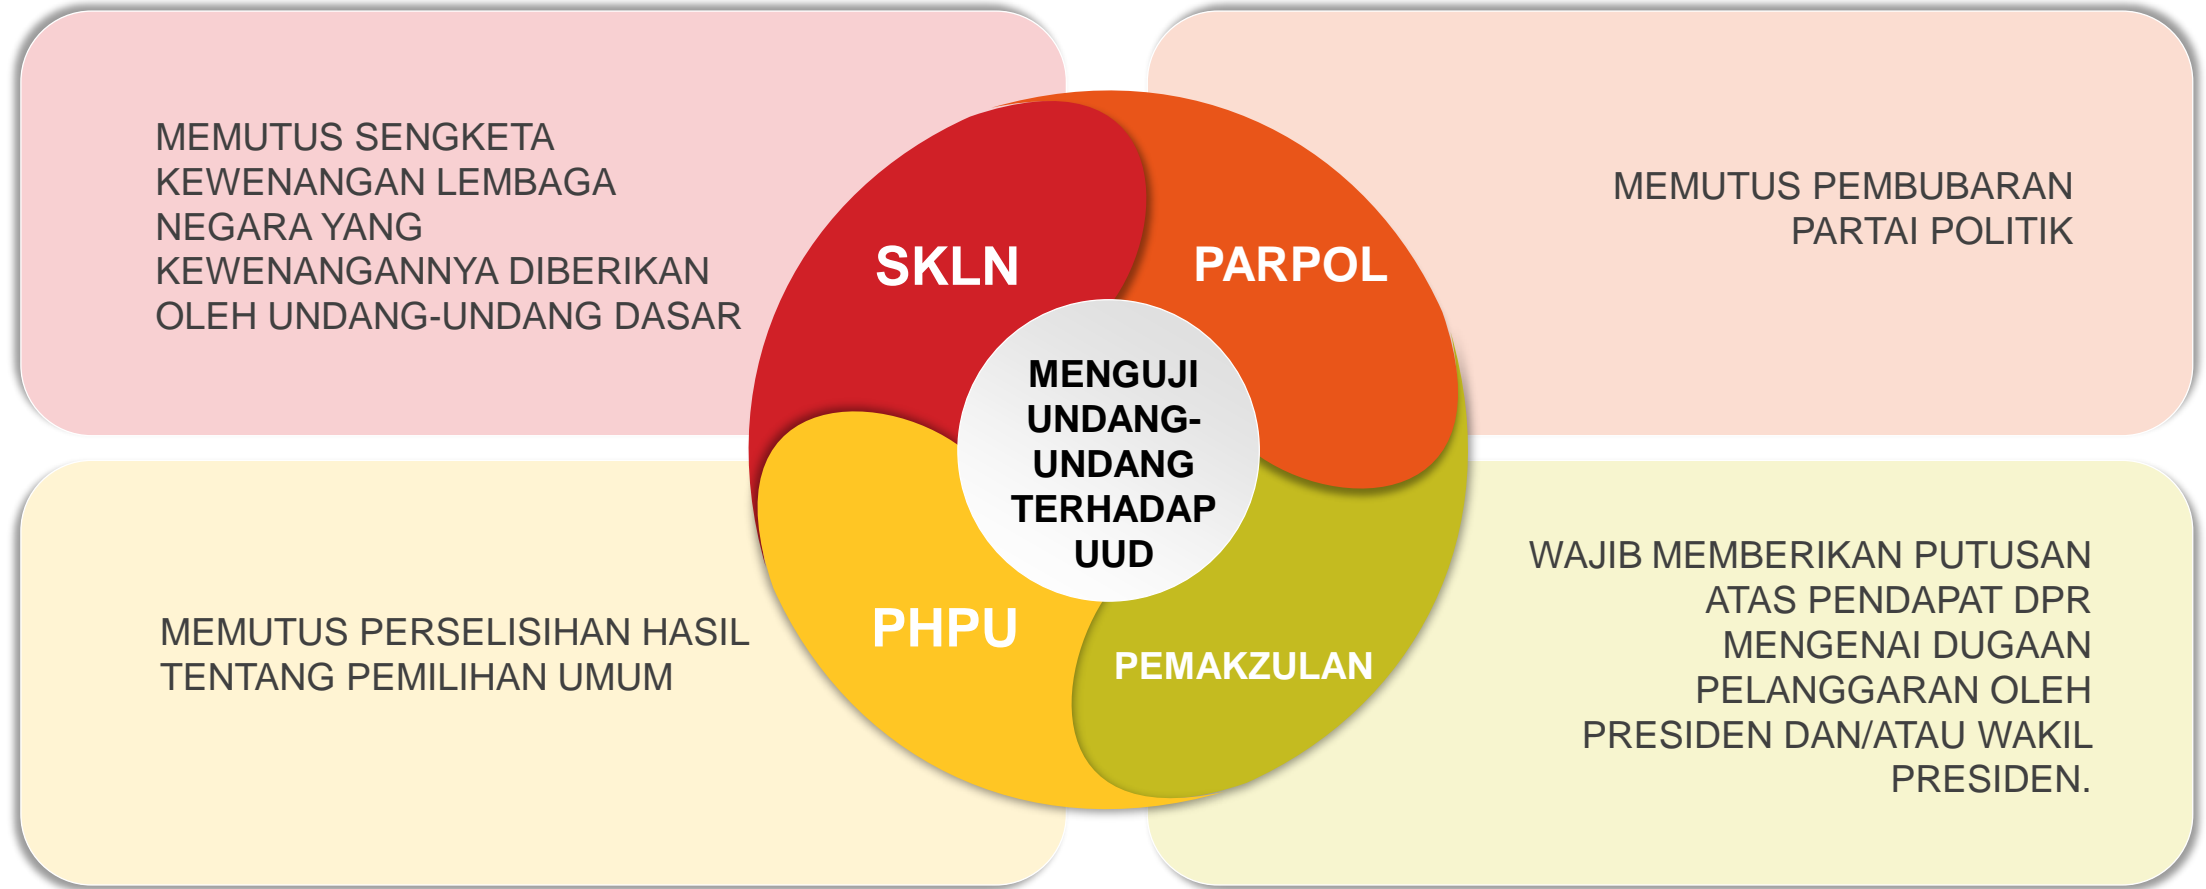 MEMUTUS SENGKETA
KEWENANGAN LEMBAGA
NEGARA YANG
KEWENANGANNYA DIBERIKAN
OLEH UNDANG-UNDANG DASAR
SKLN
PARPOL
MEMUTUS PEMBUBARAN
PARTAI POLITIK
MENGUJI
UNDANG-
UNDANG
TERHADAP
UUD
MEMUTUS PERSELISIHAN HASIL
TENTANG PEMILIHAN UMUM
PHPU
PEMAKZULAN
WAJIB MEMBERIKAN PUTUSAN
ATAS PENDAPAT DPR
MENGENAI DUGAAN
PELANGGARAN OLEH
PRESIDEN DAN/ATAU WAKIL
PRESIDEN.